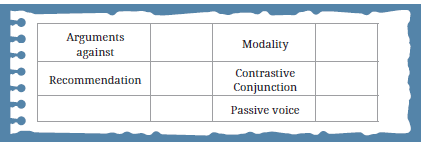 Arguments
against
Modality
Recommendation
Contrastive
Conjunction
Passive voice